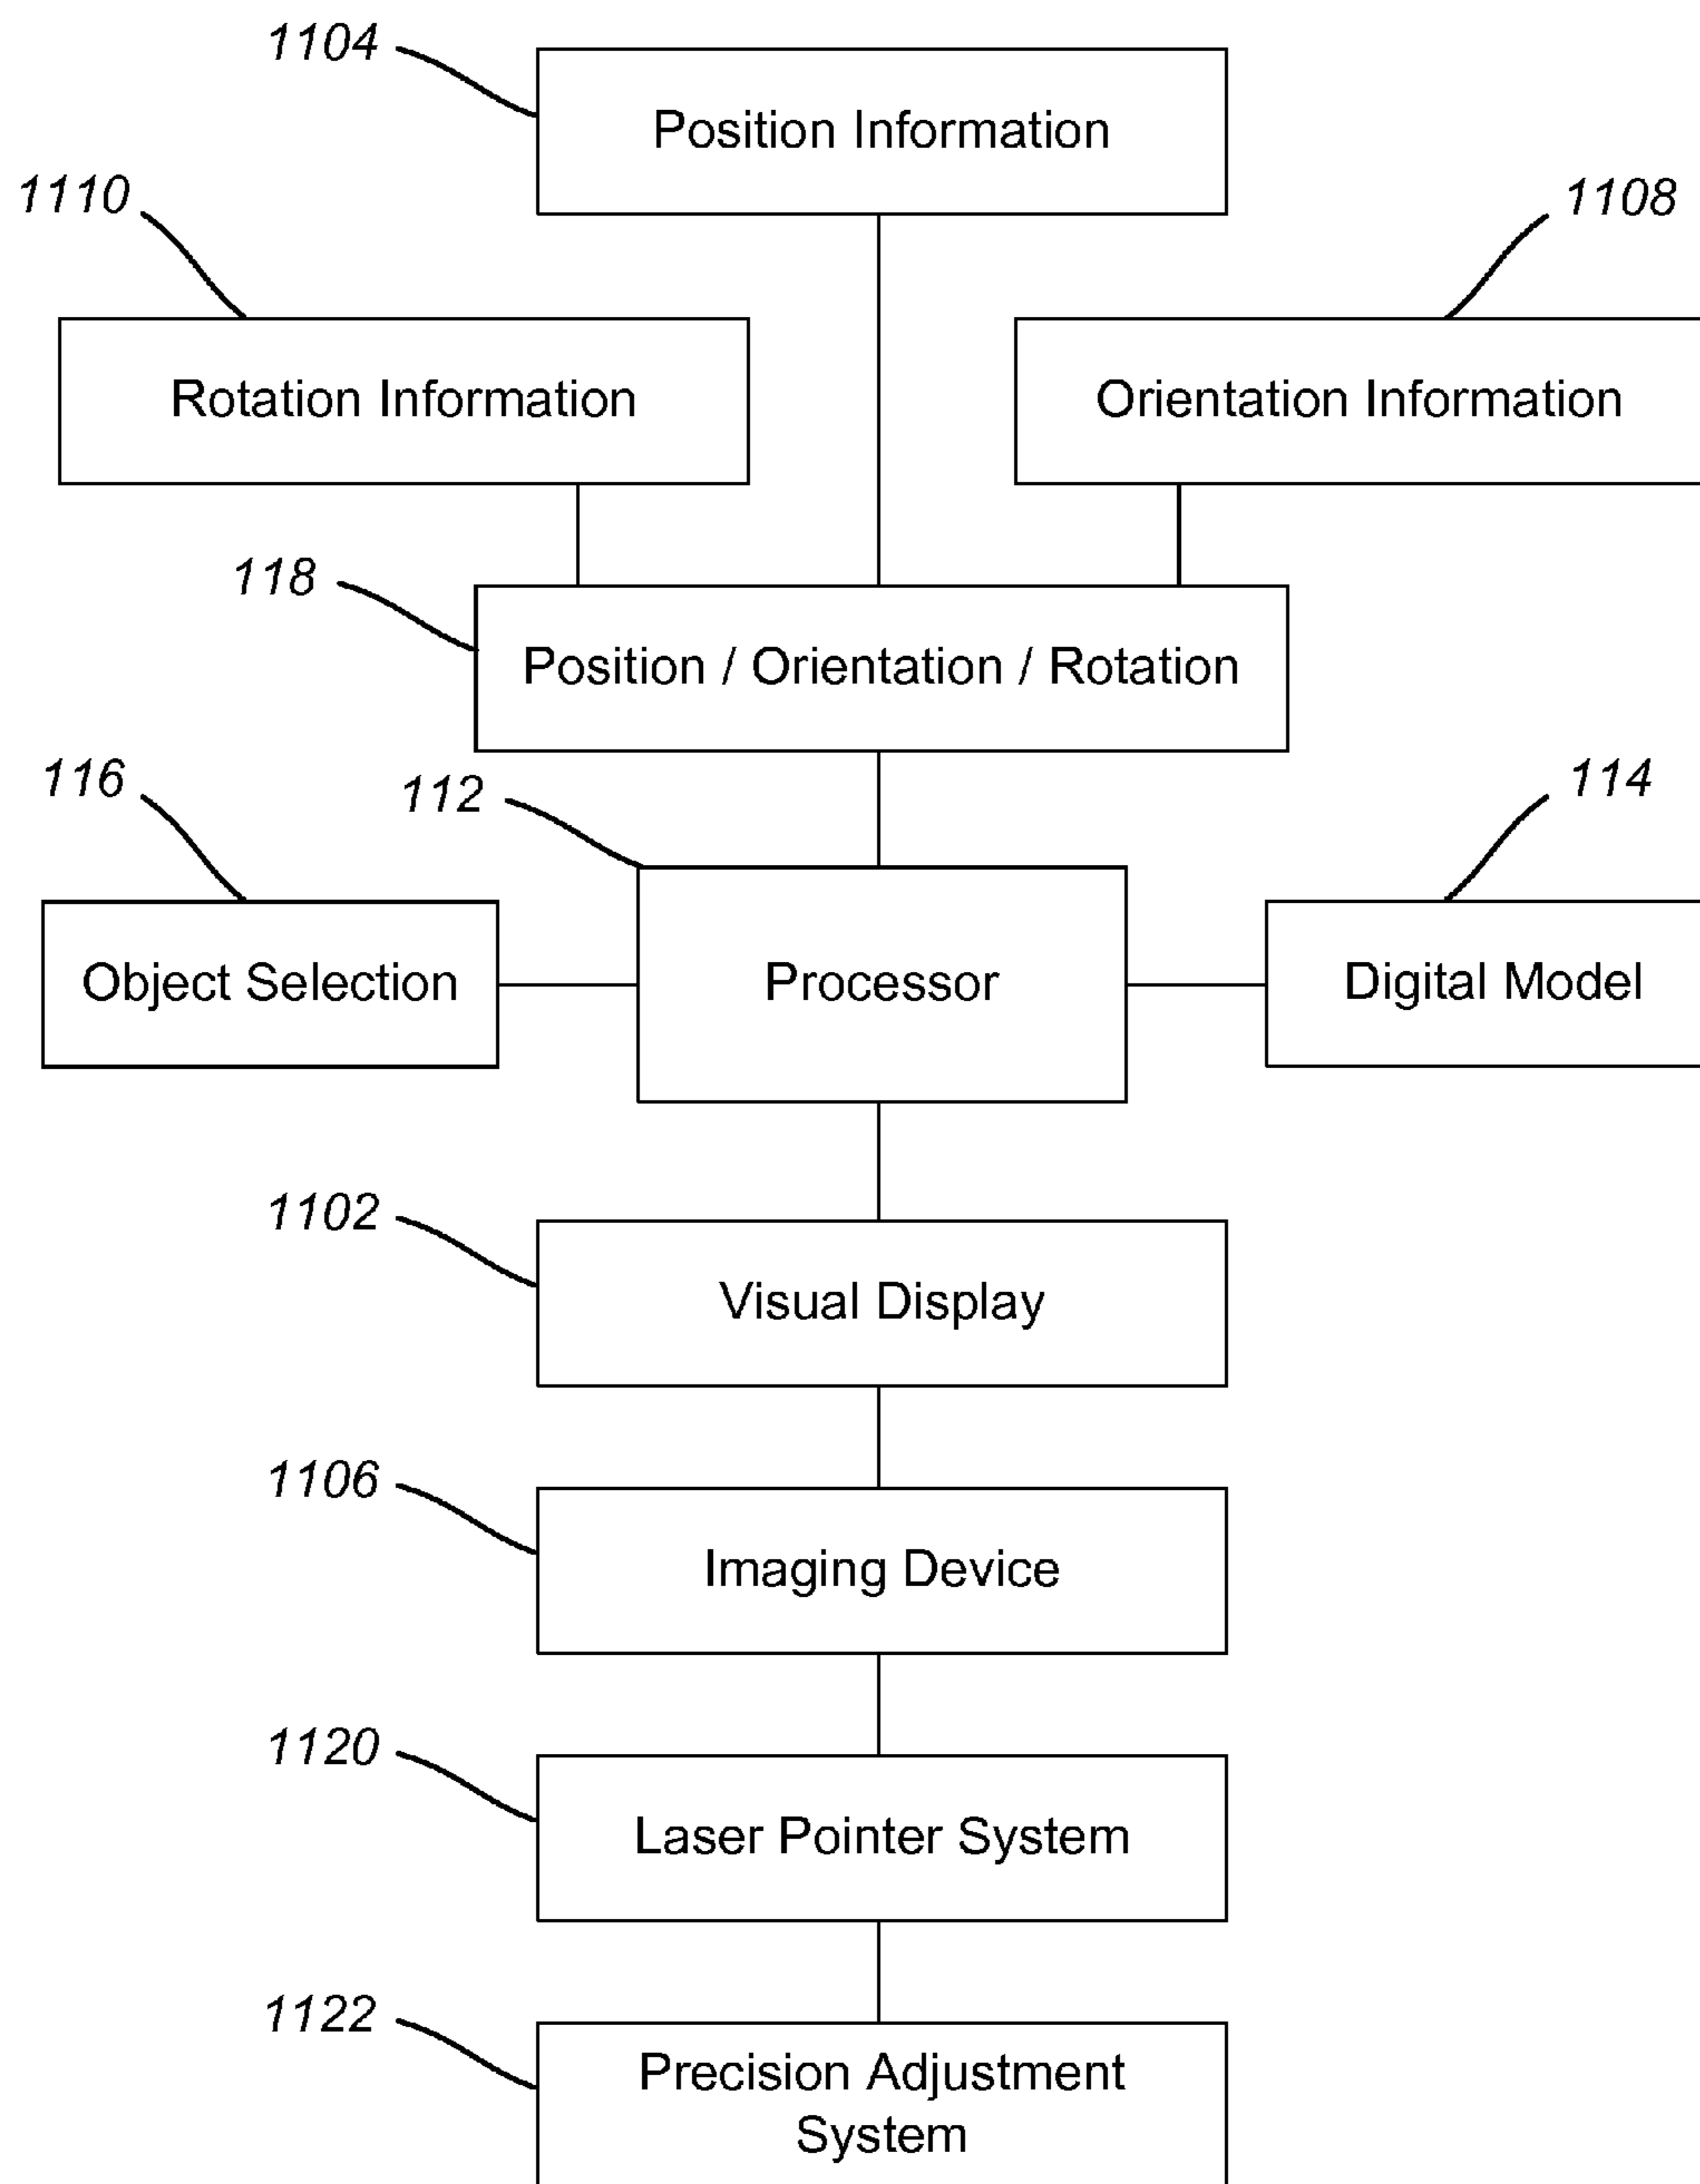 1104
Position Information
1110
1108
Rotation Information
Orientation Information
118
Position / Orientation / Rotation
116
112
114
Object Selection
Processor
Digital Model
1102
Visual Display
1106
Imaging Device
1120
Laser Pointer System
1122
Precision Adjustment
System